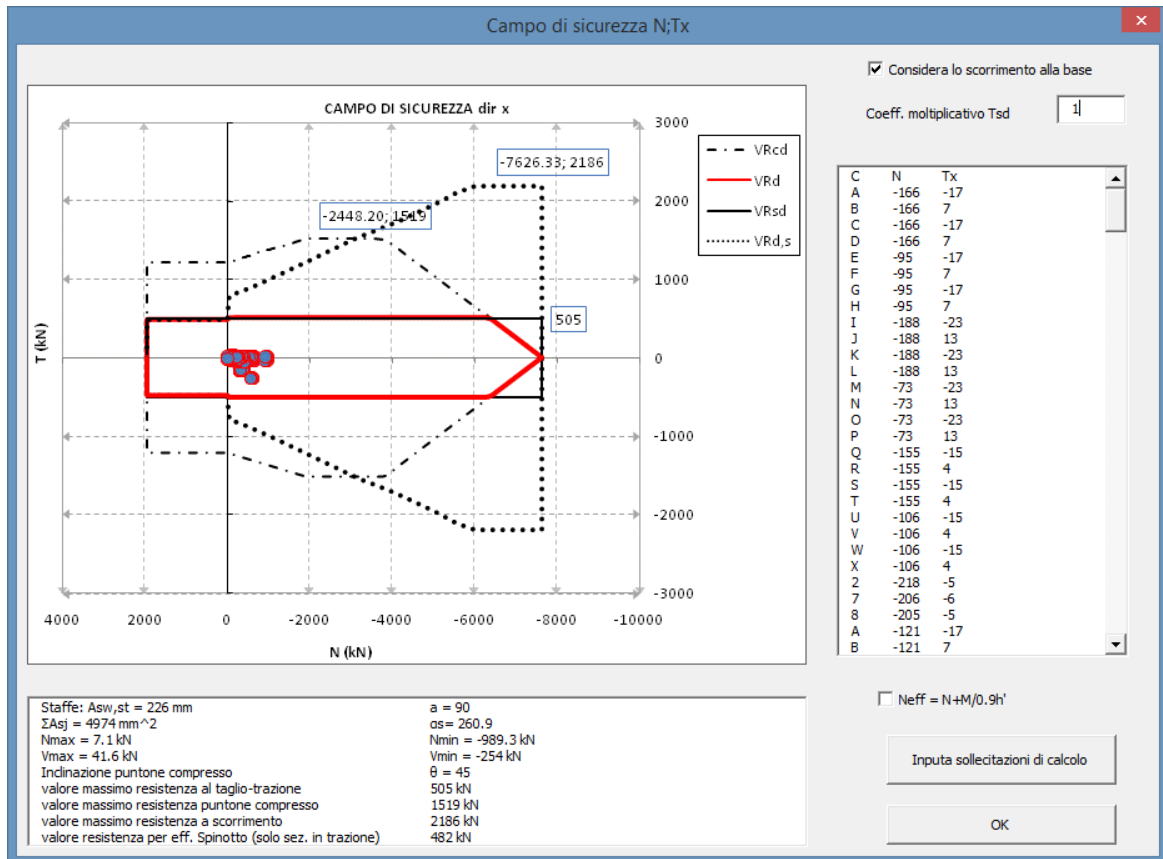 Campo di sicurezza N;Tx
x
Considera lo scorrimento alla base
Coeff. moltiplicativo Tsd 1
CAMPO DI SICUREZZA dir x
3000
2000
1000
0
-1000
-2000
-3000
4000 2000 0 -2000 -4000 -6000 -8000 -10000
T (kN)
N (kN)
-7626.33; 2186
-2448.20; 1519
505
VRcd
VRd
VRsd
VRd,s
C N Tx
A -166 -17
B -166 7
C -166 -17
D -166 7
E -95 -17
F -95 7
G -95 -17
H -95 7
I -188 -23
J -188 13
K -188 -23
L -188 13
M -73 -23
N -73 13
O -73 -23
P -73 13
Q -155 -15
R -155 4
S -155 -15
T -155 4
U -106 -15
V -106 4
W -106 -15
X -106 4
2 -218 -5
7 -206 -6
8 -205 -5
A -121 -17
B -121 7
Staffe: Asw,st = 226 mm a = 90
ΣAsj = 4974 mm^2 αs= 260.9
Nmax = 7.1 kN Nmin = -989.3 kN
Vmax = 41.6 kN Vmin = -254 kN
Inclinazione puntone compresso θ = 45
valore massimo resistenza al taglio-trazione 505 kN
valore massimo resistenza puntone compresso 1519 kN
valore massimo resistenza a scorrimento 2186 kN
valore resistenza per eff. Spinotto (solo sez. in trazione) 482 kN
Neff = N+M/0.9h'
Inputa sollecitazioni di calcolo
OK